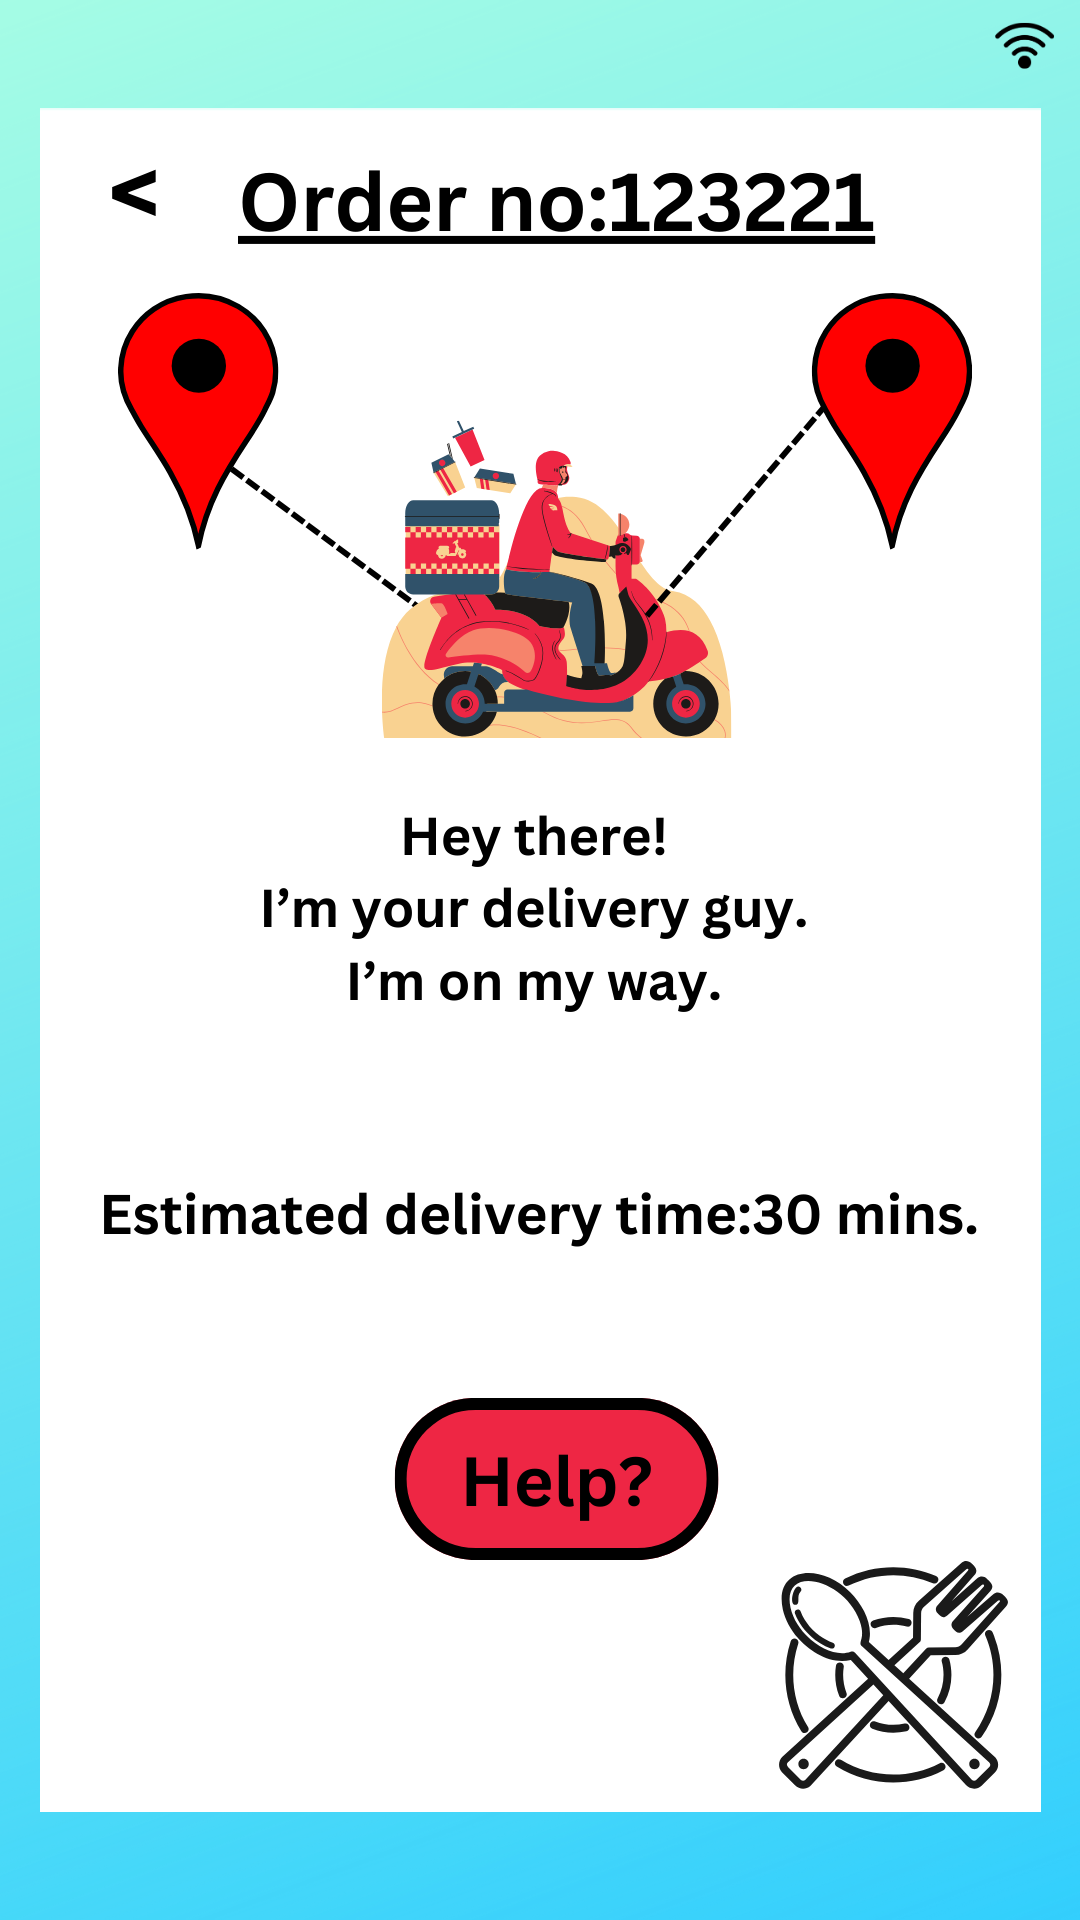 < Order no:123221
Hey there!
I’m your delivery guy.
I’m on my way.
Estimated delivery time:30 mins.
Help?